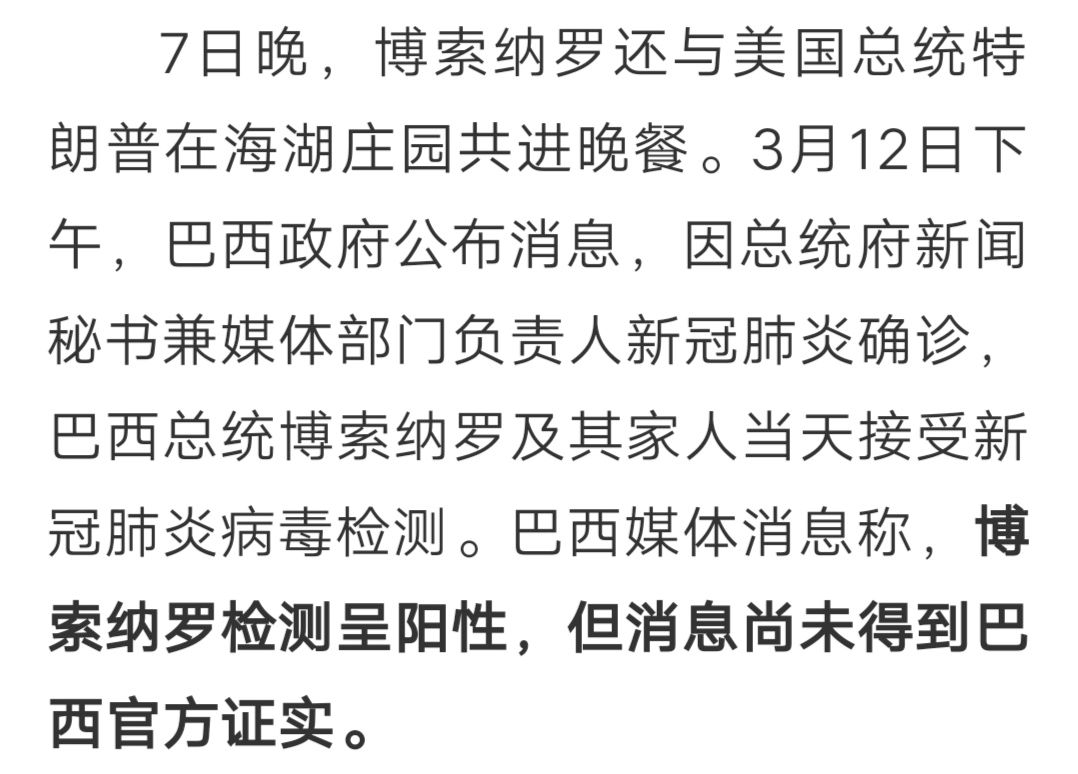 7日晚，博索纳罗还与美国总统特
朗普在海湖庄园共进晚餐。3月12日下
午，巴西政府公布消息，因总统府新闻
秘书兼媒体部门负责人新冠肺炎确诊，
巴西总统博索纳罗及其家人当天接受新
冠肺炎病毒检测。巴西媒体消息称，博
索纳罗检测呈阳性，但消息尚未得到巴
西官方证实。